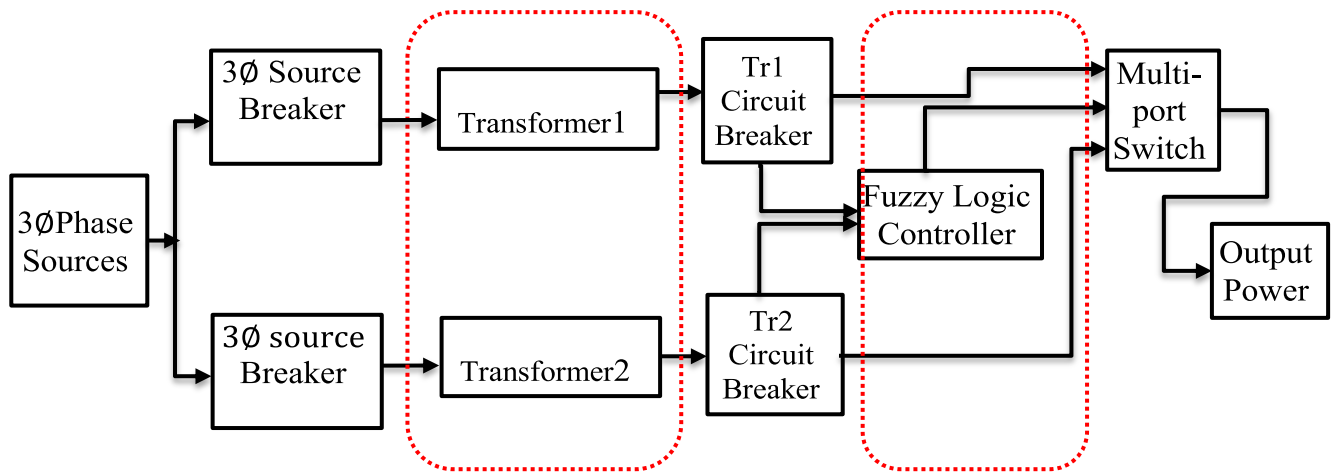 3∅ Source
Breaker
Transformer1
Tr1
Circuit
Breaker
Multi-
port
Switch
3∅Phase
Sources
Fuzzy Logic
Controller
Output
Power
3∅ source
Breaker
Transformer2
Tr2
Circuit
Breaker